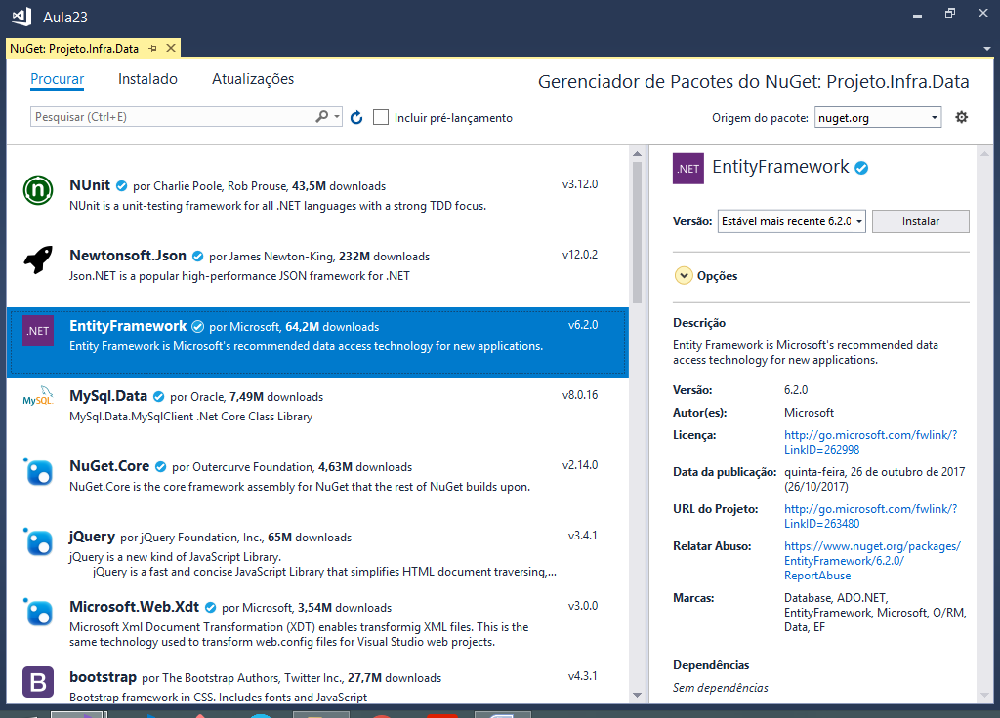 Aula23
NuGet: Projeto.Infra.Data
Procurar Instalado Atualizações
Gerenciador de Pacotes do NuGet: Projeto.Infra.Data
Pesquisar (Ctrl+E)
Incluir pré-lançamento
Origem do pacote: nuget.org
n
NUnit por Charlie Poole, Rob Prouse, 43,5M downloads
v3.12.0
NUnit is a unit-testing framework for all .NET languages with a strong TDD focus.
Newtonsoft.Json por James Newton-King, 232M downloads
v12.0.2
Json.NET is a popular high-performance JSON framework for .NET
.NET
EntityFramework por Microsoft, 64,2M downloads
v6.2.0
Entity Framework is Microsoft's recommended data access technology for new applications.
MySQL
MySql.Data por Oracle, 7,49M downloads
v8.0.16
MySql.Data.MySqlClient .Net Core Class Library
NuGet.Core por Outercurve Foundation, 4,63M downloads
v2.14.0
NuGet.Core is the core framework assembly for NuGet that the rest of NuGet builds upon.
jQuery por jQuery Foundation, Inc., 65M downloads
v3.4.1
jQuery is a new kind of JavaScript Library.
jQuery is a fast and concise JavaScript Library that simplifies HTML document traversing,...
Microsoft.Web.Xdt por Microsoft, 3,54M downloads
v3.0.0
Microsoft Xml Document Transformation (XDT) enables transformig XML files. This is the
same technology used to transform web.config files for Visual Studio web projects.
B
bootstrap por The Bootstrap Authors, Twitter Inc., 27,7M downloads
v4.3.1
Bootstrap framework in CSS. Includes fonts and JavaScript
.NET
EntityFramework
Versão: Estável mais recente 6.2.0 Instalar
Opções
Descrição
Entity Framework is Microsoft's recommended data
access technology for new applications.
Versão: 6.2.0
Autor(es): Microsoft
Licença: http://go.microsoft.com/fwlink/?
LinkID=262998
Data da publicação: quinta-feira, 26 de outubro de 2017
(26/10/2017)
URL do Projeto: http://go.microsoft.com/fwlink/?
LinkID=263480
Relatar Abuso: https://www.nuget.org/packages/
EntityFramework/6.2.0/
ReportAbuse
Marcas: Database, ADO.NET,
EntityFramework, Microsoft, O/RM,
Data, EF
Dependências
Sem dependências